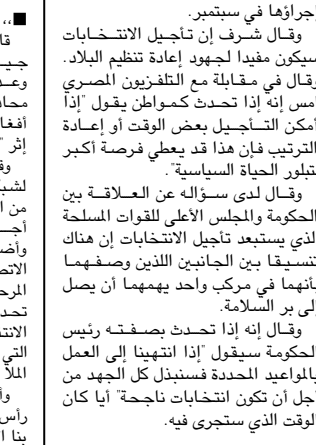 إجراؤها في سبتمبر.
وقال شرف إن تأجيل الانتخابات
سيكون مفيدا لجهود إعادة تنظيم البلاد.
وقال في مقابلة مع التلفزيون المصري
أمس إنه إذا تحدث كمواطن يقول "إذا
أمكن التأجيل بعض الوقت أو إعادة
الترتيب فإن هذا قد يعطي فرصة أكبر
لتبلور الحياة السياسية".
وقال لدى سؤاله عن العلاقة بين
الحكومة والمجلس الأعلى للقوات المسلحة
الذي يستبعد تأجيل الانتخابات إن هناك
تنسيقا بين الجانبين اللذين وصفهما
بأنهما في مركب واحد يهمهما أن يصل
إلى بر السلامة.
وقال إنه إذا تحدث بصفته رئيس
الحكومة سيقول "إذا انتهينا إلى العمل
بالمواعيد المحددة فسنبذل كل الجهد من
أجل أن تكون انتخابات ناجحة" أيا كان
الوقت الذي ستجرى فيه.